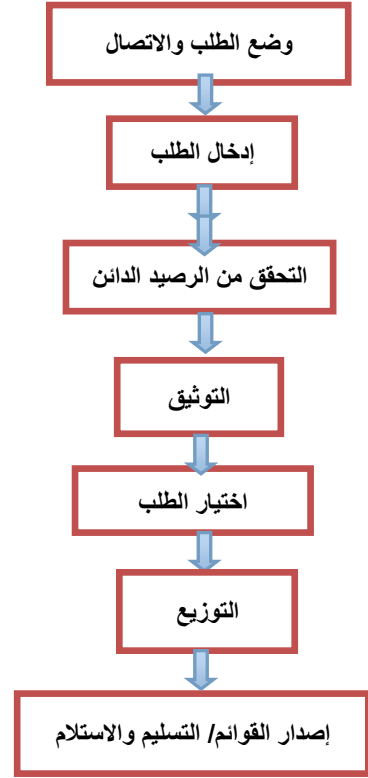 وضع الطلب والاتصال
إدخال الطلب
التحقق من الرصيد الدائن
التوثيق
اختيار الطلب
التوزيع
إصدار القوائم/ التسليم والاستلام